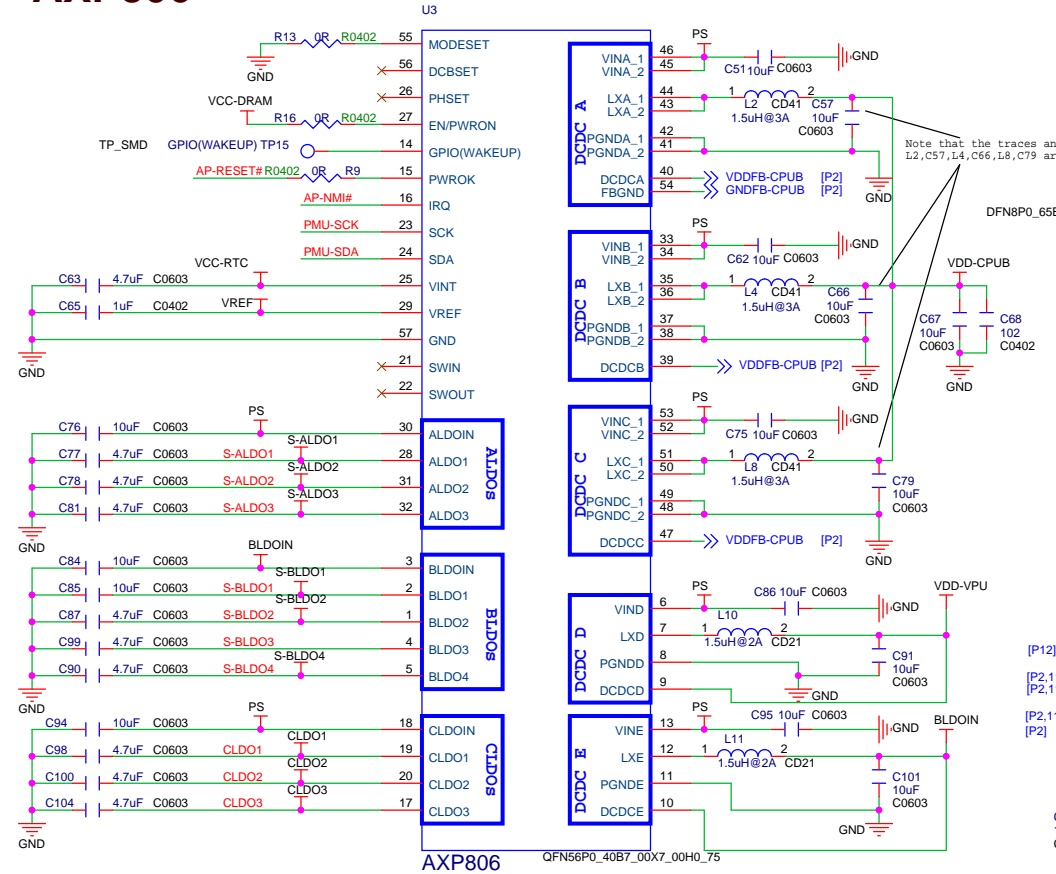 U3
R13 0R R0402 55 MODESET
GND
56 DCBSET
26 PHSET
VCC-DRAM
R16 0R R0402 27 EN/PWRON
TP_SMD GPIO(WAKEUP) TP15 14 GPIO(WAKEUP)
AP-RESET# R0402 0R R9 15 PWROK
AP-NMI# 16 IRQ
PMU-SCK 23 SCK
PMU-SDA 24 SDA
VCC-RTC
C63 4.7uF C0603 25 VINT
C65 1uF C0402 VREF 29 VREF
57 GND
GND
21 SWIN
22 SWOUT
PS
C76 10uF C0603 30 ALDOIN
S-ALDO1
C77 4.7uF C0603 S-ALDO1 28 ALDO1
S-ALDO2
C78 4.7uF C0603 S-ALDO2 31 ALDO2
S-ALDO3
C81 4.7uF C0603 S-ALDO3 32 ALDO3
ALDOs
GND
BLDOIN
C84 10uF C0603 3 BLDOIN
S-BLDO1
C85 10uF C0603 S-BLDO1 2 BLDO1
S-BLDO2
C87 4.7uF C0603 S-BLDO2 1 BLDO2
C99 4.7uF C0603 S-BLDO3 4 BLDO3
S-BLDO4
C90 4.7uF C0603 S-BLDO4 5 BLDO4
BLDOs
GND
PS
C94 10uF C0603 18 CLDOIN
CLDO1
C98 4.7uF C0603 CLDO1 19 CLDO1
CLDO2
C100 4.7uF C0603 CLDO2 20 CLDO2
CLDO3
C104 4.7uF C0603 CLDO3 17 CLDO3
CLDOs
GND
AXP806
QFN56P0_40B7_00X7_00H0_75
DCDC A
PS
VINA_1 46
VINA_2 45
C51 10uF C0603 GND
LXA_1 44
LXA_2 43
1 L2 CD41 2
1.5uH@3A
C57
10uF
C0603
PGNDA_1 42
PGNDA_2 41
GND
DCDCA 40 VDDFB-CPUB [P2]
FBGND 54 GNDFB-CPUB [P2]
Note that the traces an
L2,C57,L4,C66,L8,C79 ar
DFN8P0_65B
DCDC B
PS
VINB_1 33
VINB_2 34
C62 10uF C0603 GND
LXB_1 35
LXB_2 36
1 L4 CD41 2
1.5uH@3A
C66
10uF
C0603
VDD-CPUB
C67
10uF
C0603
C68
102
C0402
GND
PGNDB_1 37
PGNDB_2 38
GND
DCDCB 39 VDDFB-CPUB [P2]
DCDC C
PS
VINC_1 53
VINC_2 52
C75 10uF C0603 GND
LXC_1 51
LXC_2 50
1 L8 CD41 2
1.5uH@3A
C79
10uF
C0603
PGNDC_1 49
PGNDC_2 48
GND
DCDCC 47 VDDFB-CPUB [P2]
DCDC D
PS
VIND 6
C86 10uF C0603 GND
VDD-VPU
L10
LXD 7 1 2
1.5uH@2A CD21
C91
10uF
C0603
PGNDD 8
GND
DCDCD 9
DCDC E
PS
VINE 13
C95 10uF C0603 GND
BLDOIN
L11
LXE 12 1 2
1.5uH@2A CD21
C101
10uF
C0603
PGNDE 11
GND
DCDCE 10
[P12]
[P2,1
[P2,1
[P2,11
[P2]